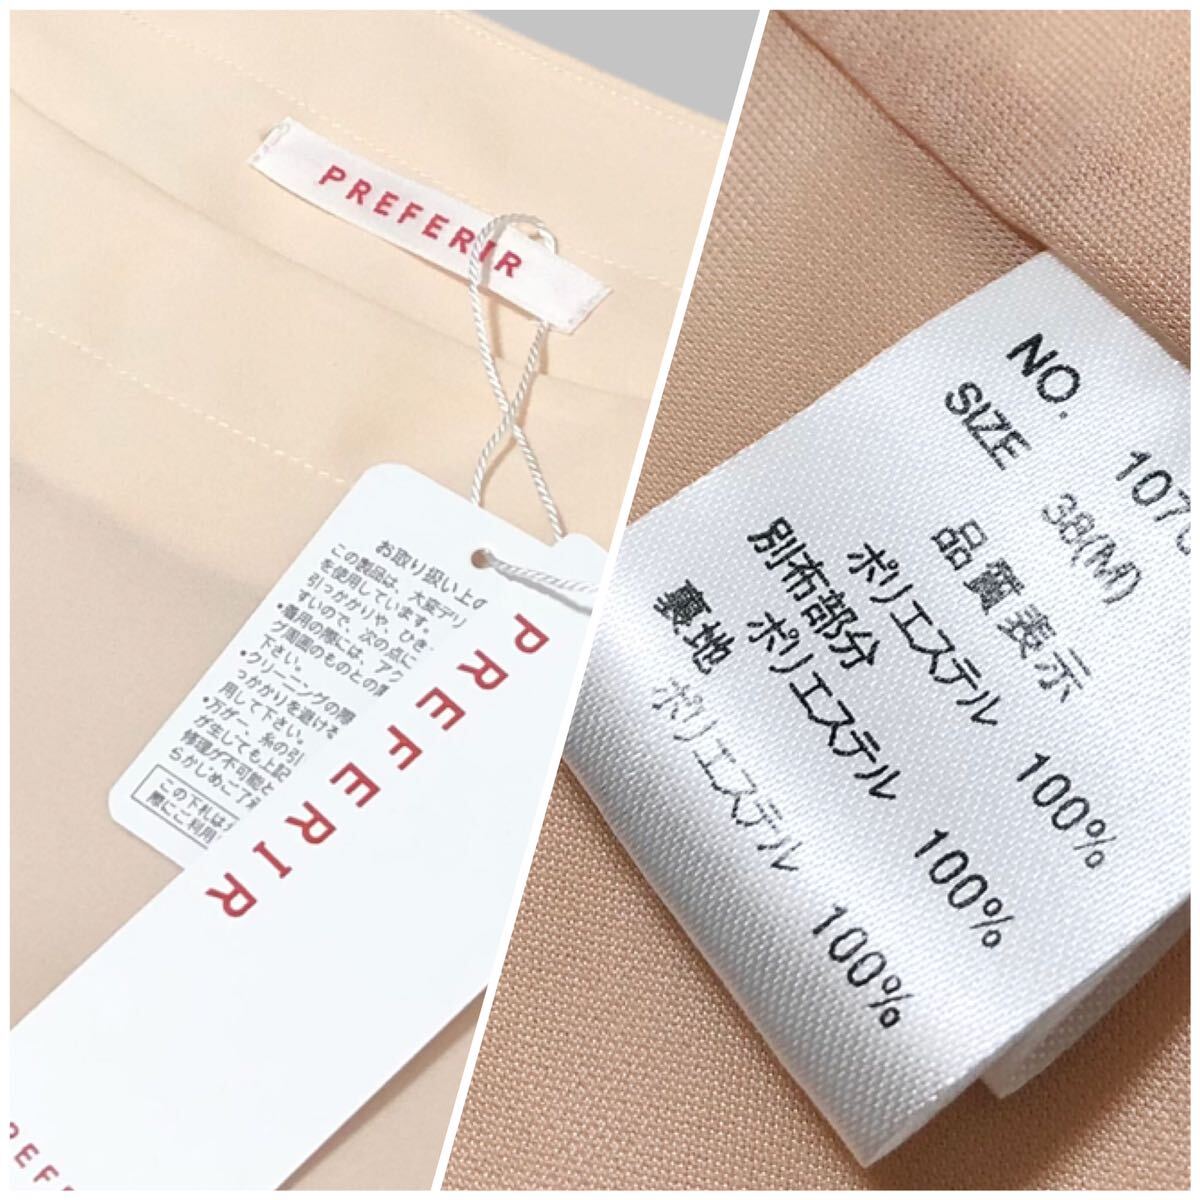 PREFERIR
お取り扱い上の
この製品は、大変デリ
を使用しています。
引っかかりや、ひき
すいので、次の点に
・着用の際には、アク
グ周囲のものとの
下さい。
・クリーニングの際
っかかりを避ける
用して下さい。
・万が一、糸の引
が生じても上記
修理が不可能と
らかじめご了承
この下札は
際にご利用
PREFERIR
PREF
NO. 1070
SIZE 38(M)
品質表示
ポリエステル 100%
別布部分
ポリエステル 100%
裏地
ポリエステル 100%